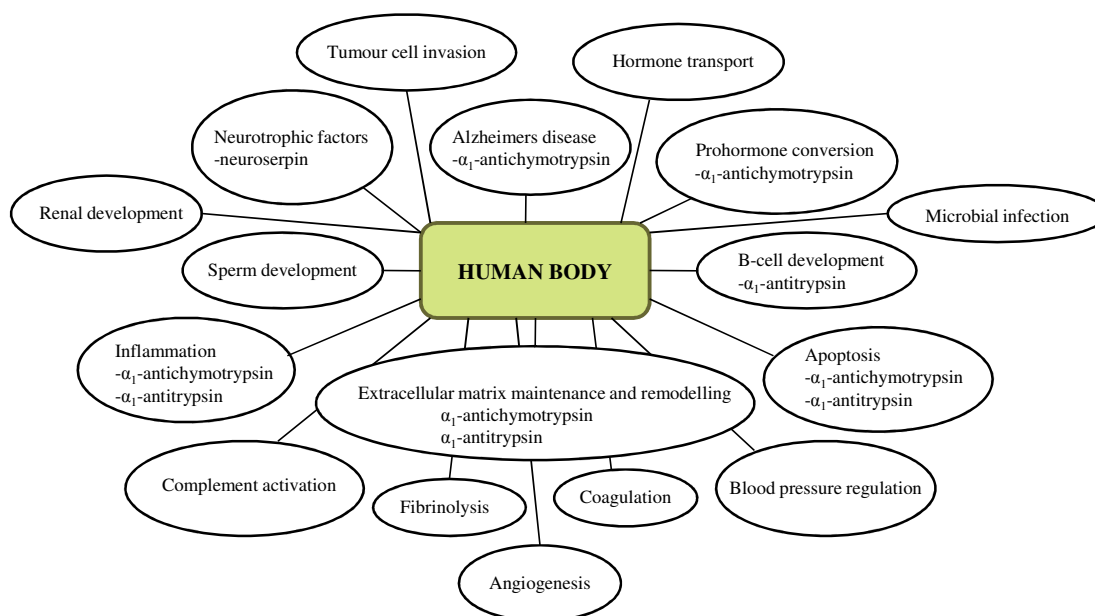 Tumour cell invasion
Hormone transport
Neurotrophic factors
-neuroserpin
Alzheimers disease
-α₁-antichymotrypsin
Prohormone conversion
-α₁-antichymotrypsin
Renal development
Microbial infection
Sperm development
HUMAN BODY
B-cell development
-α₁-antitrypsin
Inflammation
-α₁-antichymotrypsin
-α₁-antitrypsin
Extracellular matrix maintenance and remodelling
α₁-antichymotrypsin
α₁-antitrypsin
Apoptosis
-α₁-antichymotrypsin
-α₁-antitrypsin
Complement activation
Fibrinolysis
Coagulation
Blood pressure regulation
Angiogenesis